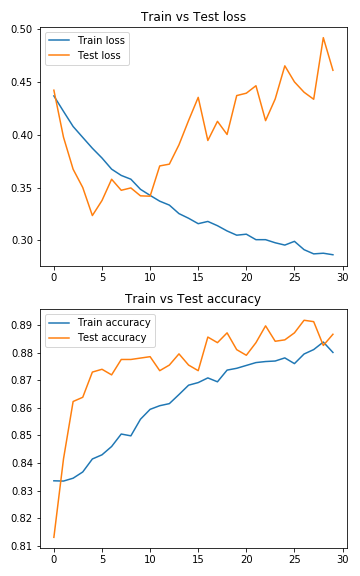 Train vs Test loss
0.50
Train loss
Test loss
0.45
0.40
0.35
0.30
0 5 10 15 20 25 30
Train vs Test accuracy
0.89
Train accuracy
Test accuracy
0.88
0.87
0.86
0.85
0.84
0.83
0.82
0.81
0 5 10 15 20 25 30